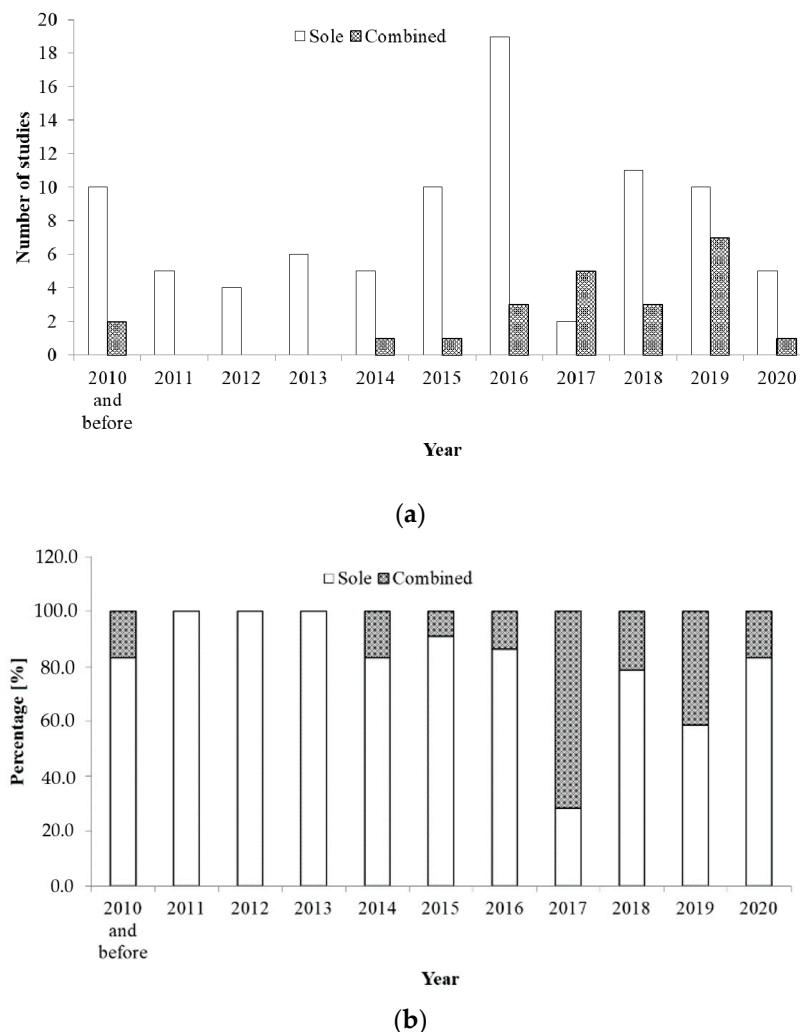 20
18
16
14
12
10
8
6
4
2
0
Number of studies
Sole Combined
2010 2011 2012 2013 2014 2015 2016 2017 2018 2019 2020
and
before
Year
(a)
120.0
100.0
80.0
60.0
40.0
20.0
0.0
Percentage [%]
Sole Combined
2010 2011 2012 2013 2014 2015 2016 2017 2018 2019 2020
and
before
Year
(b)